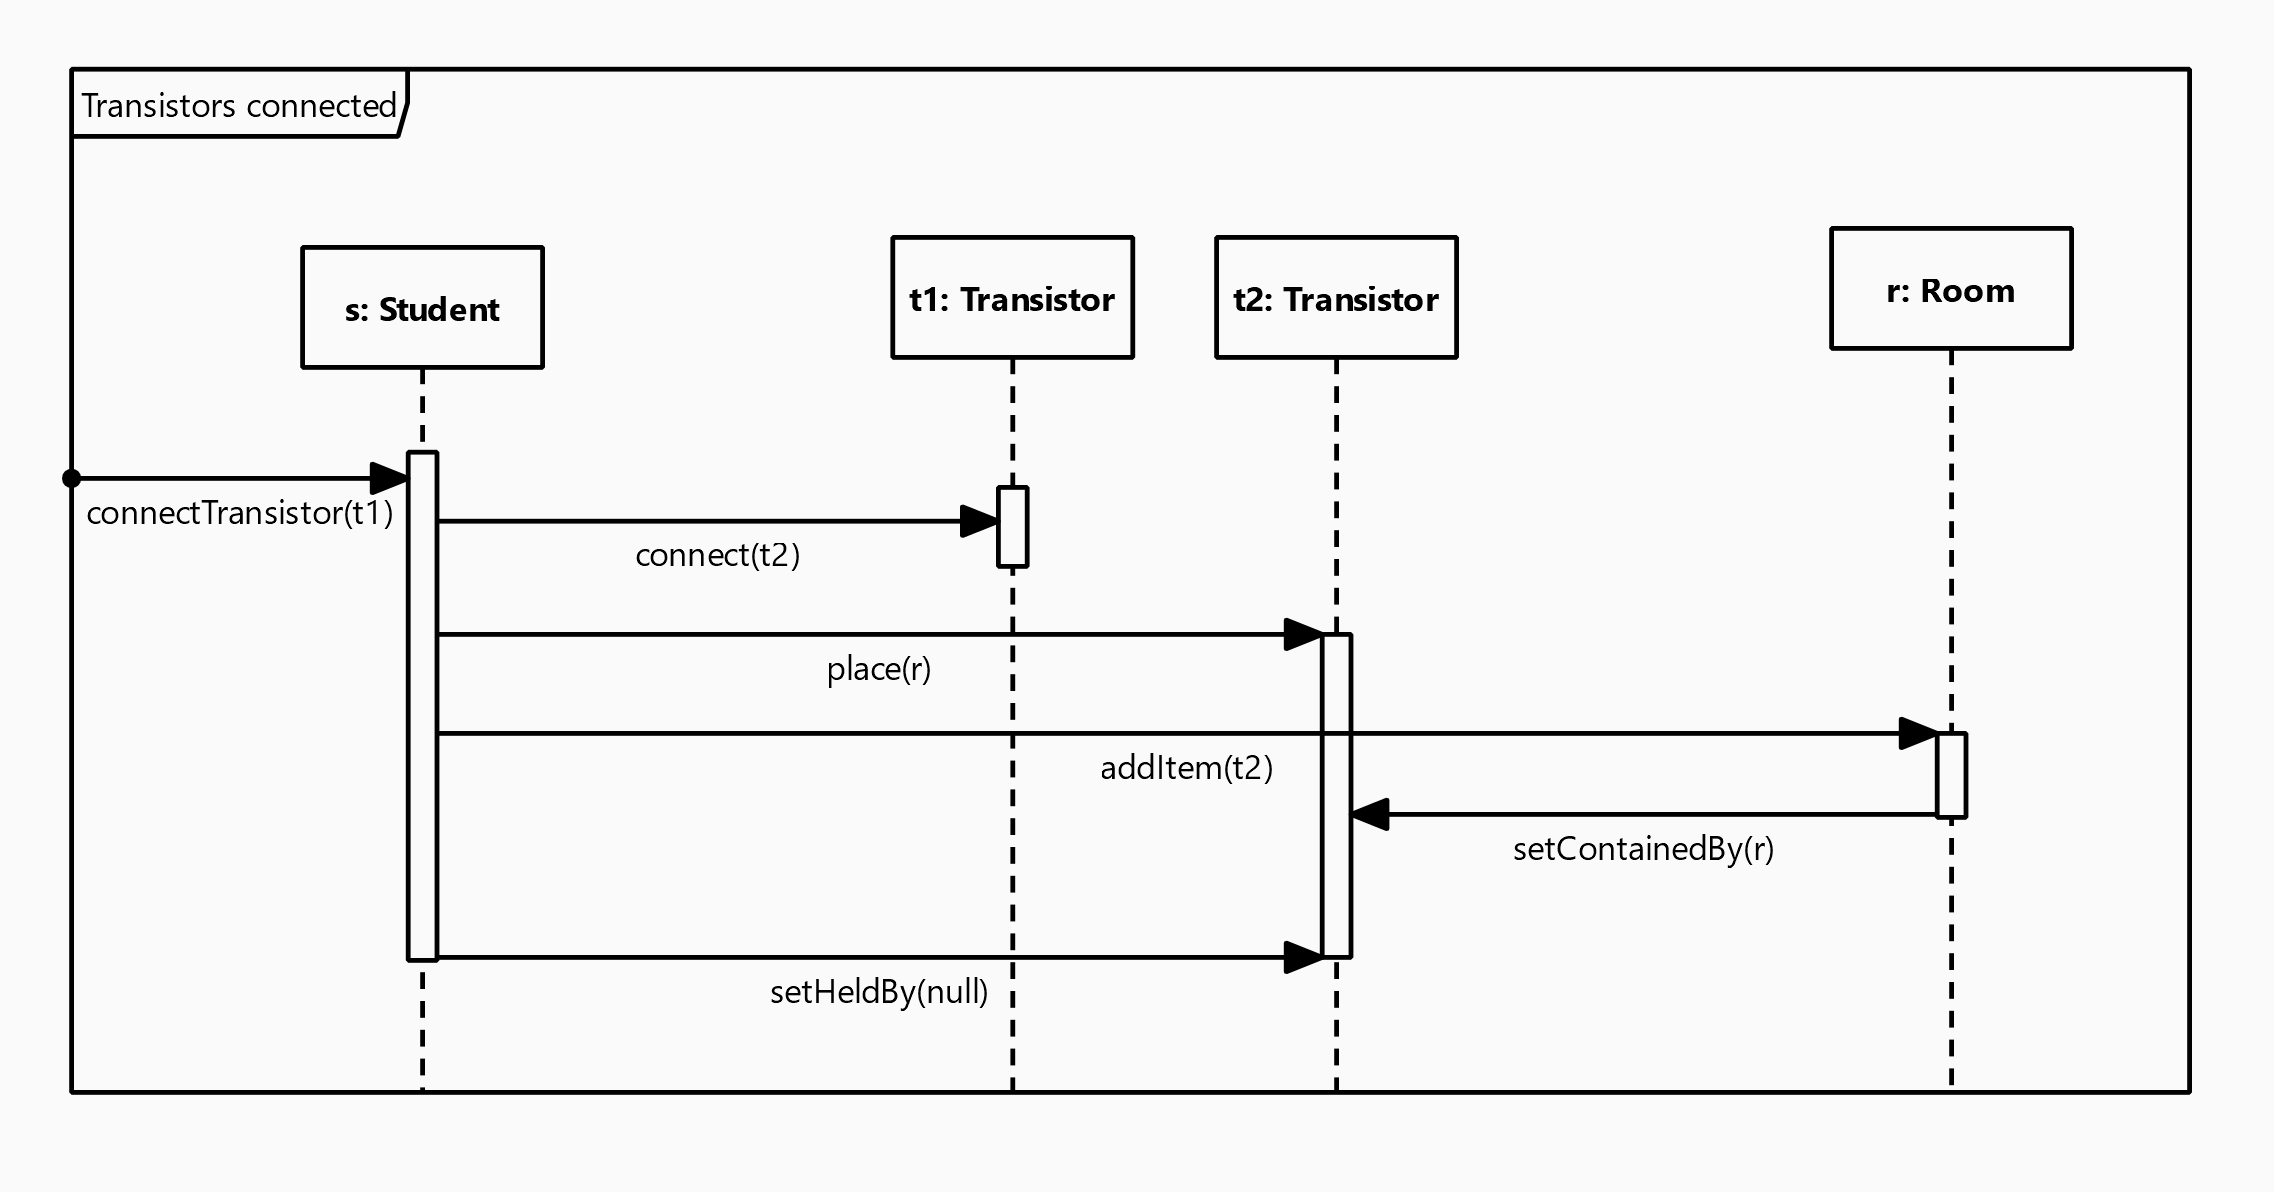 Transistors connected
s: Student
t1: Transistor
t2: Transistor
r: Room
connectTransistor(t1)
connect(t2)
place(r)
addItem(t2)
setContainedBy(r)
setHeldBy(null)